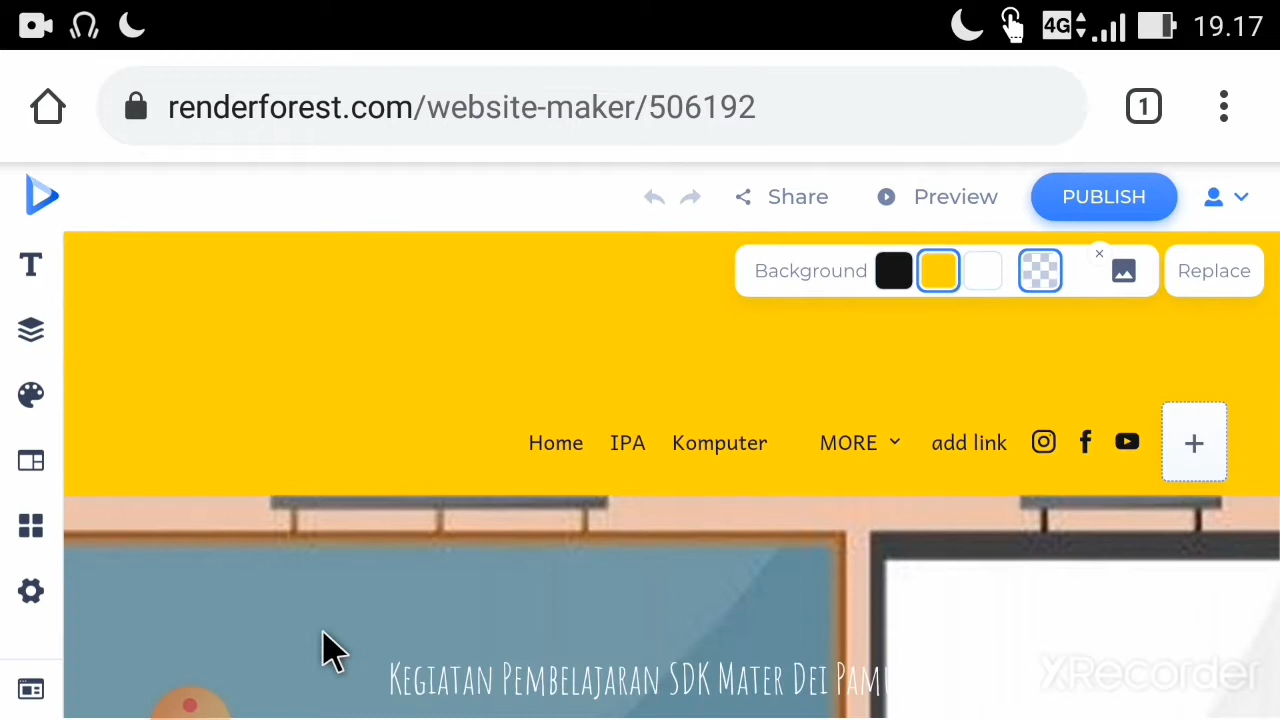 4G 19.17
renderforest.com/website-maker/506192 1
Share Preview PUBLISH
Background × Replace
T
Home IPA Komputer MORE add link +
Kegiatan Pembelajaran SDK Mater Dei
XRecorder